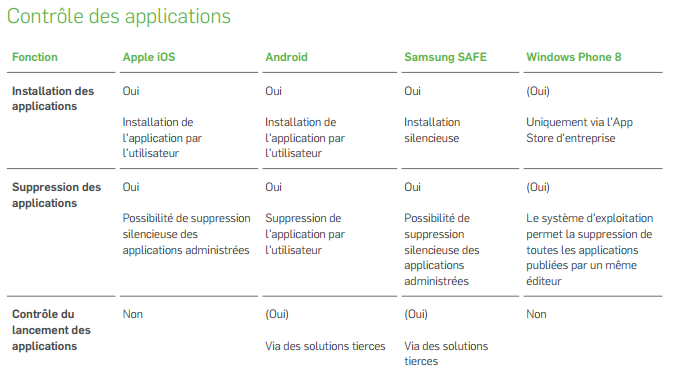 Contrôle des applications
Fonction Apple iOS Android Samsung SAFE Windows Phone 8
Installation des applications
Oui
Installation de
l'application par
l'utilisateur
Oui
Installation de
l'application par
l'utilisateur
Oui
Installation
silencieuse
(Oui)
Uniquement via l'App
Store d'entreprise
Suppression des
applications
Oui
Possibilité de suppression
silencieuse des
applications administrées
Oui
Suppression de
l'application par
l'utilisateur
Oui
Possibilité de
suppression
silencieuse des
applications
administrées
(Oui)
Le système d'exploitation
permet la suppression de
toutes les applications
publiées par un même
éditeur
Contrôle du
lancement des
applications
Non
(Oui)
Via des solutions tierces
(Oui)
Via des solutions
tierces
Non